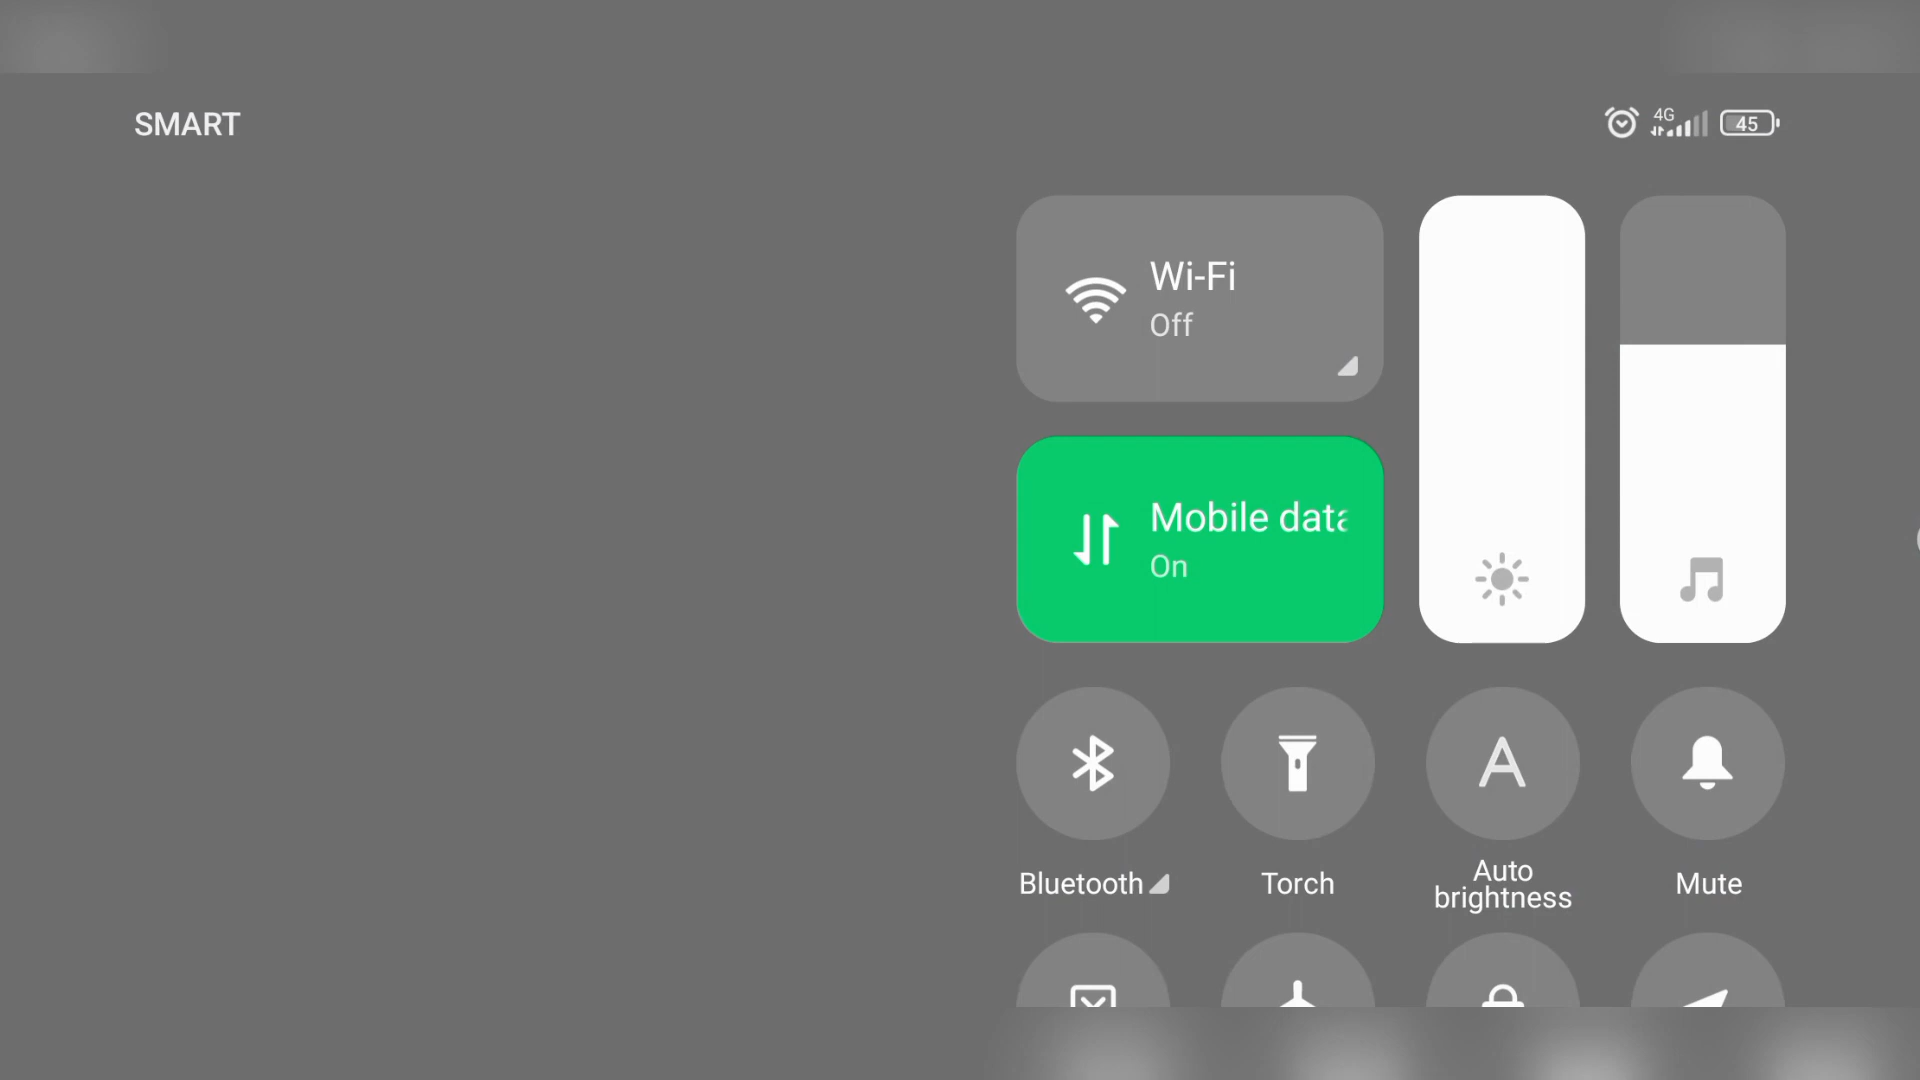 SMART
4G
45
Wi-Fi
Off
Mobile data
On
Bluetooth
Torch
Auto
brightness
Mute